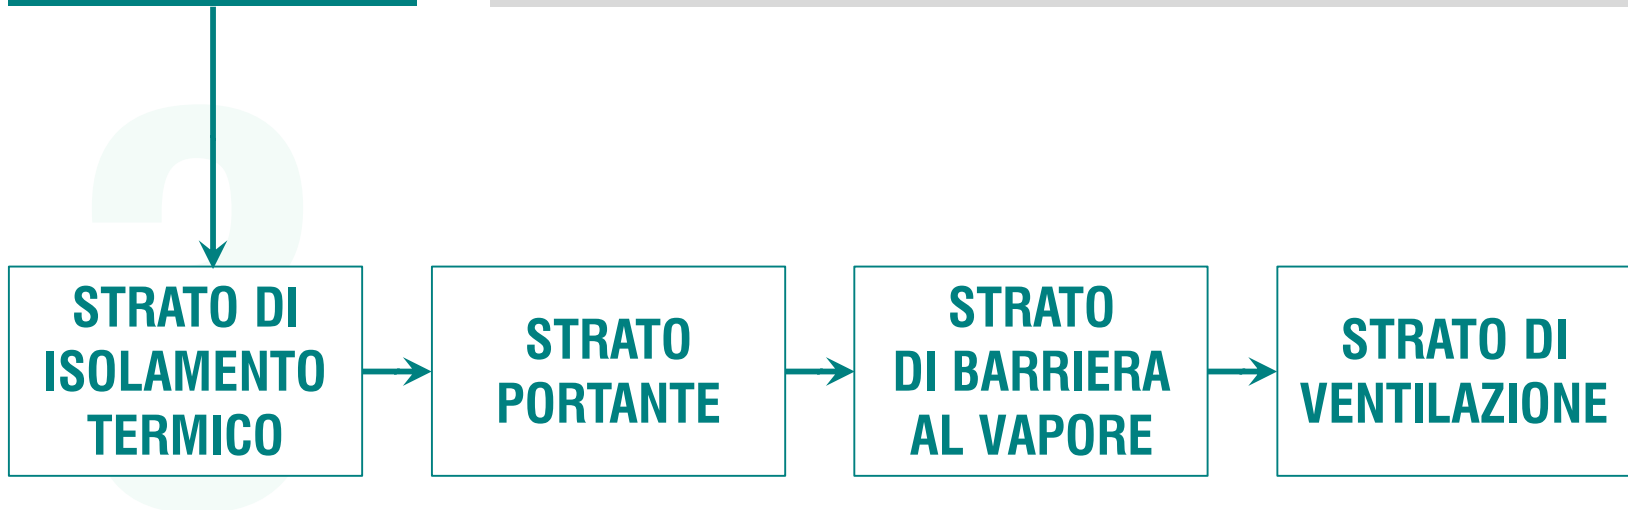 STRATO DI
ISOLAMENTO
TERMICO
STRATO
PORTANTE
STRATO
DI BARRIERA
AL VAPORE
STRATO DI
VENTILAZIONE